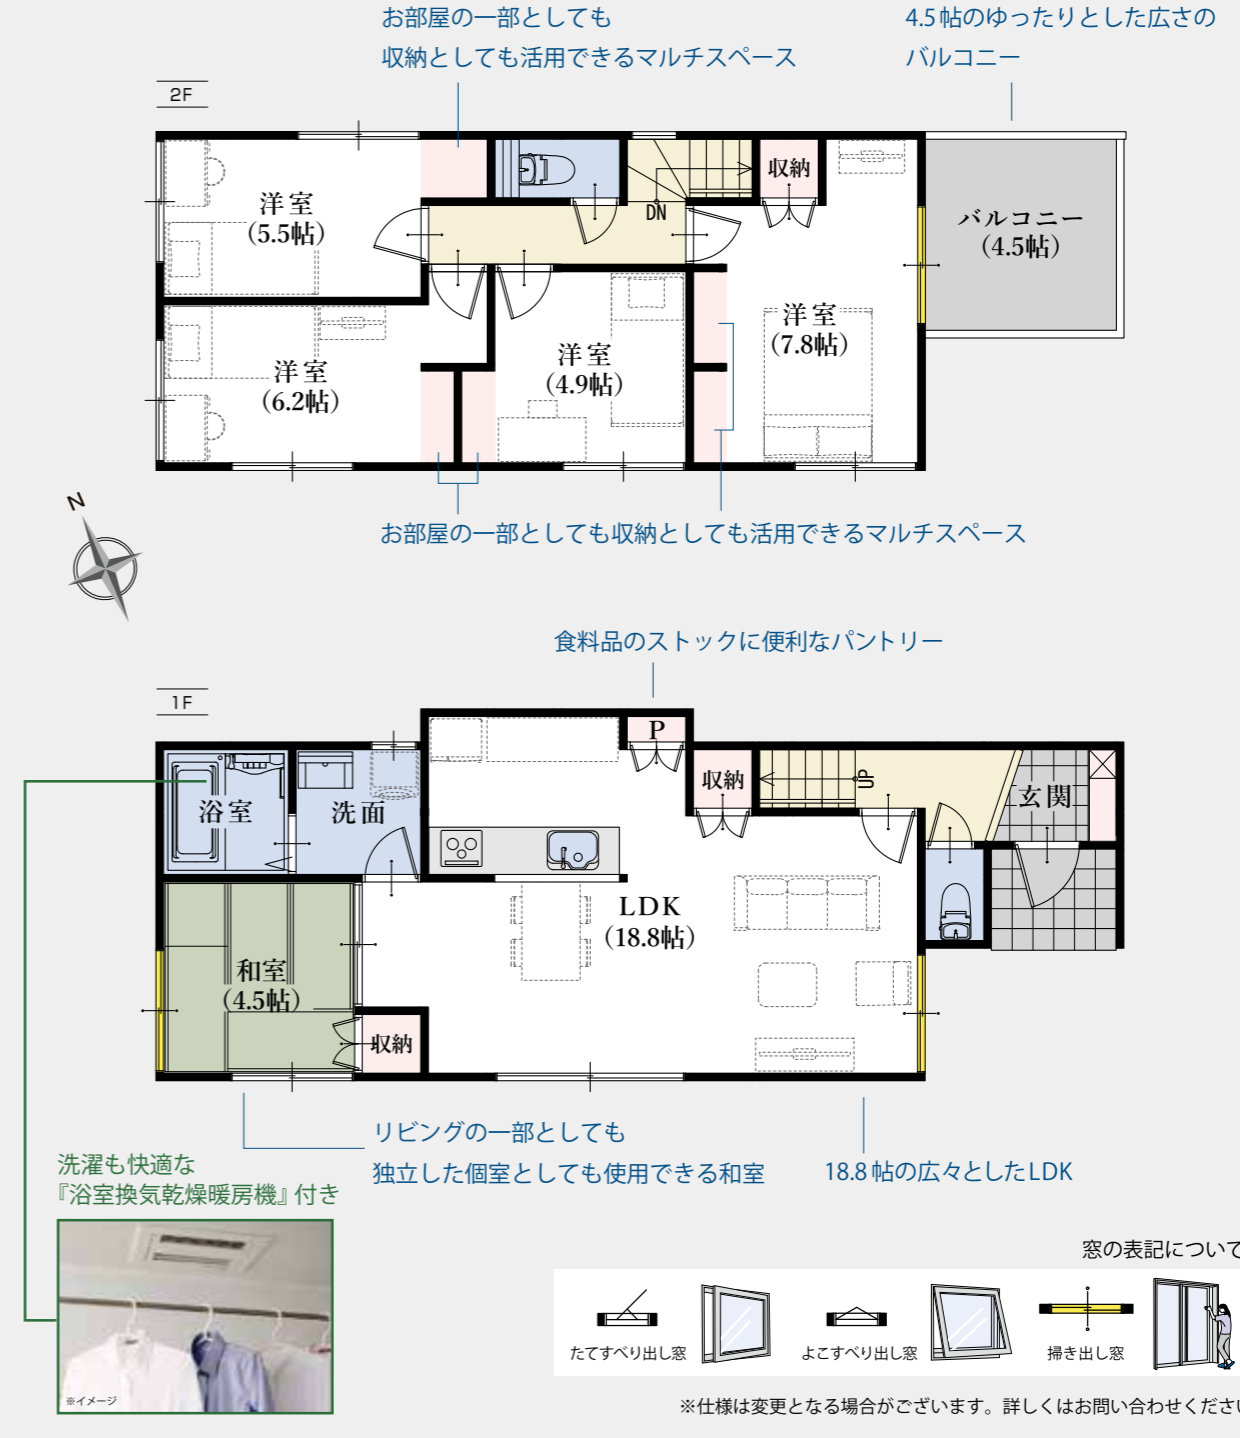 お部屋の一部としても
収納としても活用できるマルチスペース
4.5帖のゆったりとした広さの
バルコニー
2F
洋室
(5.5帖)
DN
収納
バルコニー
(4.5帖)
洋室
(6.2帖)
洋室
(4.9帖)
洋室
(7.8帖)
お部屋の一部としても収納としても活用できるマルチスペース
N
食料品のストックに便利なパントリー
1F
P
浴室
洗面
収納
UP
玄関
LDK
(18.8帖)
和室
(4.5帖)
収納
リビングの一部としても
独立した個室としても使用できる和室
18.8帖の広々としたLDK
洗濯も快適な
『浴室換気乾燥暖房機』付き
※イメージ
窓の表記について
たてすべり出し窓
よこすべり出し窓
掃き出し窓
※仕様は変更となる場合がございます。詳しくはお問い合わせください